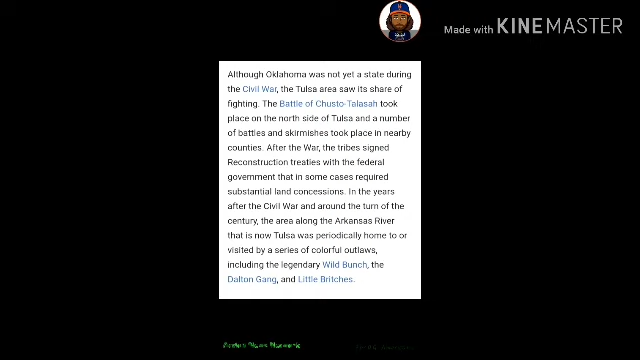 Made with KINEMASTER
Although Oklahoma was not yet a state during
the Civil War, the Tulsa area saw its share of
fighting. The Battle of Chusto-Talasah took
place on the north side of Tulsa and a number
of battles and skirmishes took place in nearby
counties. After the War, the tribes signed
Reconstruction treaties with the federal
government that in some cases required
substantial land concessions. In the years
after the Civil War and around the turn of the
century, the area along the Arkansas River
that is now Tulsa was periodically home to or
visited by a series of colorful outlaws,
including the legendary Wild Bunch, the
Dalton Gang, and Little Britches.